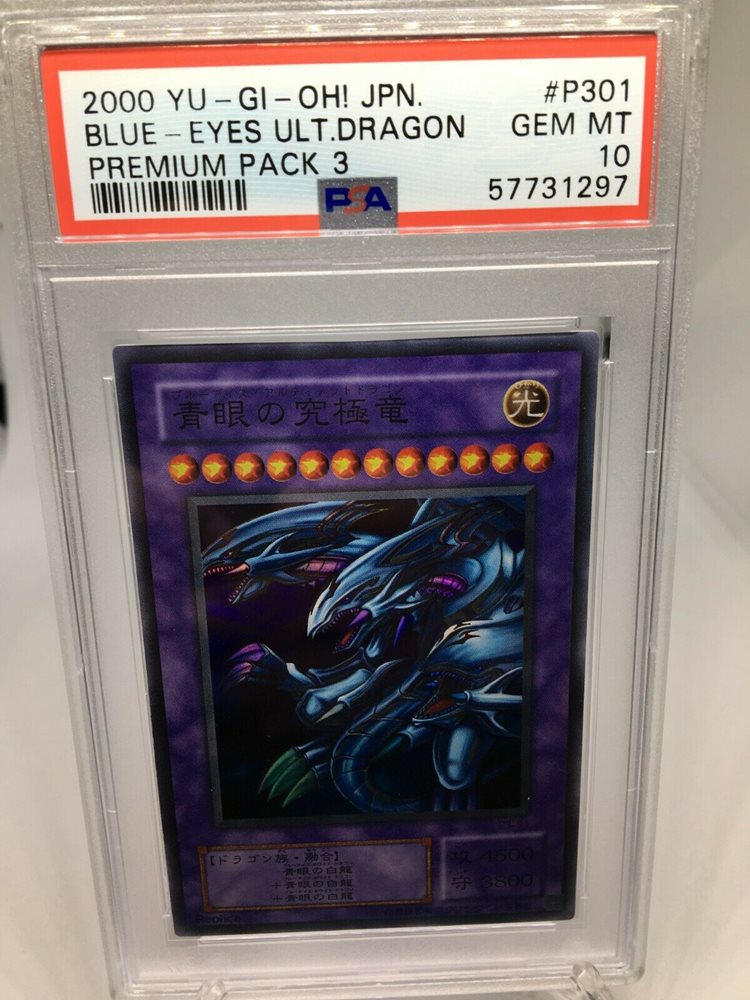 2000 YU-GI-OH! JPN. #P301
BLUE-EYES ULT.DRAGON GEM MT
PREMIUM PACK 3 10
PSA 57731297
青眼の究極竜 光
【ドラゴン族・融合】
青眼の白龍
+青眼の白龍
+青眼の白龍
攻 4500
守 3800
Replica